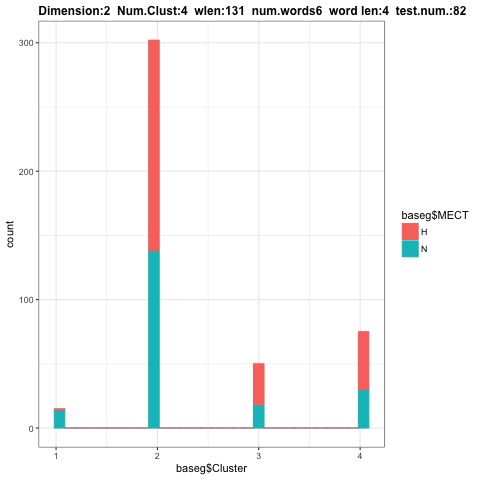 Dimension:2 Num.Clust:4 wlen:131 num.words6 word len:4 test.num.:82
300
200
100
0
count
1 2 3 4
baseg$Cluster
baseg$MECT
H
N